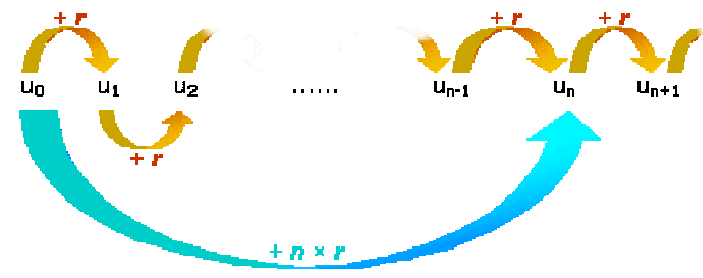 + r + r + r
u0 u1 u2 ...... un-1 un un+1
+ r
+ n × r